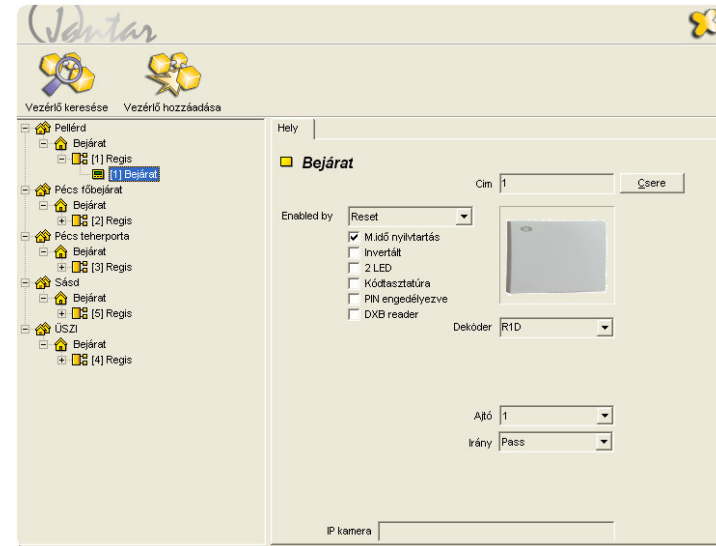 Jantar
Vezérlő keresése
Vezérlő hozzáadása
Pellérd
Bejárat
[1] Regis
[1] Bejárat
Pécs főbejárat
Bejárat
[2] Regis
Pécs teherporta
Bejárat
[3] Regis
Sásd
Bejárat
[5] Regis
ÜSZI
Bejárat
[4] Regis
Hely
Bejárat
Cim 1 Csere
Enabled by Reset
M.idő nyilvtartás
Invertált
2 LED
Kódtasztatúra
PIN engedélyezve
DXB reader
Dekóder R1D
Ajtó 1
Irány Pass
IP kamera